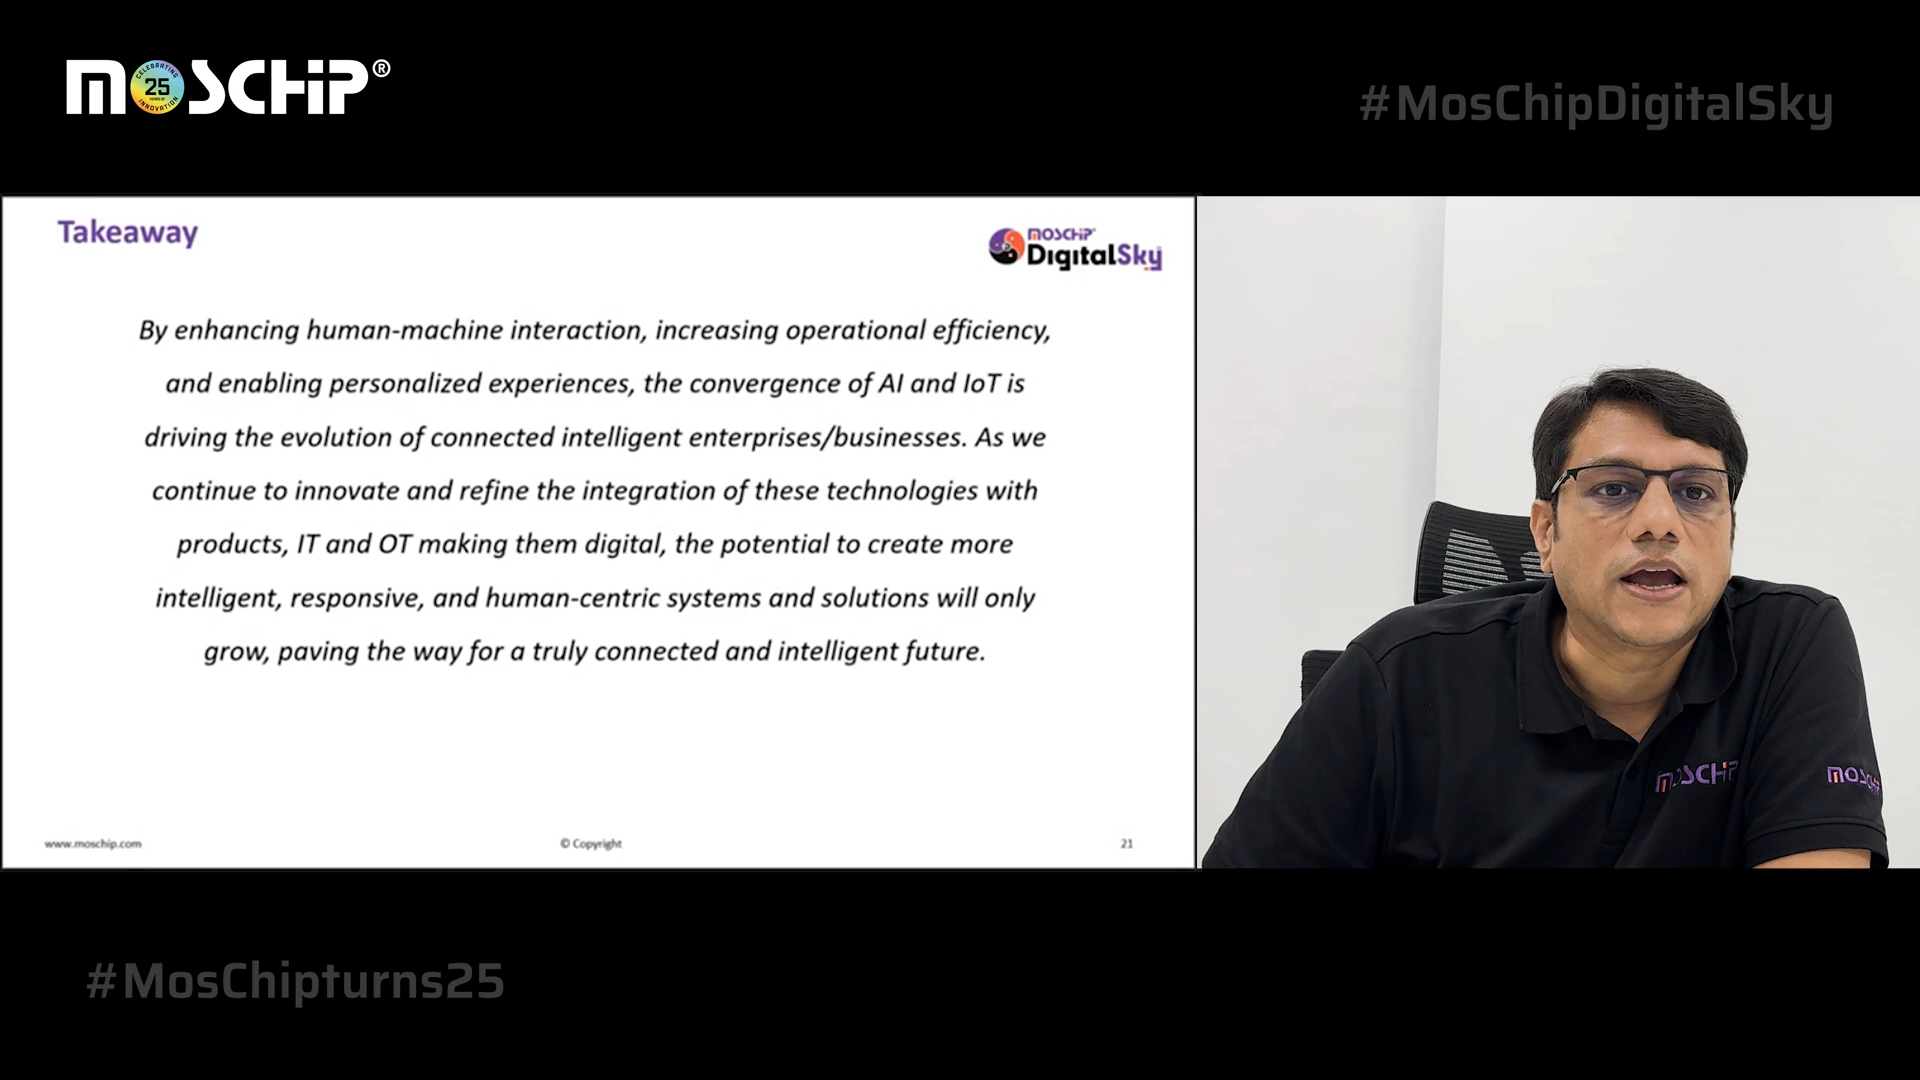 MOSCHIP®
CELEBRATING
25
YEARS OF
INNOVATION
#MosChipDigitalSky
Takeaway
MOSCHIP
DigitalSky
By enhancing human-machine interaction, increasing operational efficiency,
and enabling personalized experiences, the convergence of AI and IoT is
driving the evolution of connected intelligent enterprises/businesses. As we
continue to innovate and refine the integration of these technologies with
products, IT and OT making them digital, the potential to create more
intelligent, responsive, and human-centric systems and solutions will only
grow, paving the way for a truly connected and intelligent future.
www.moschip.com
© Copyright
21
MOSCHIP
MOSCHIP
#MosChipturns25